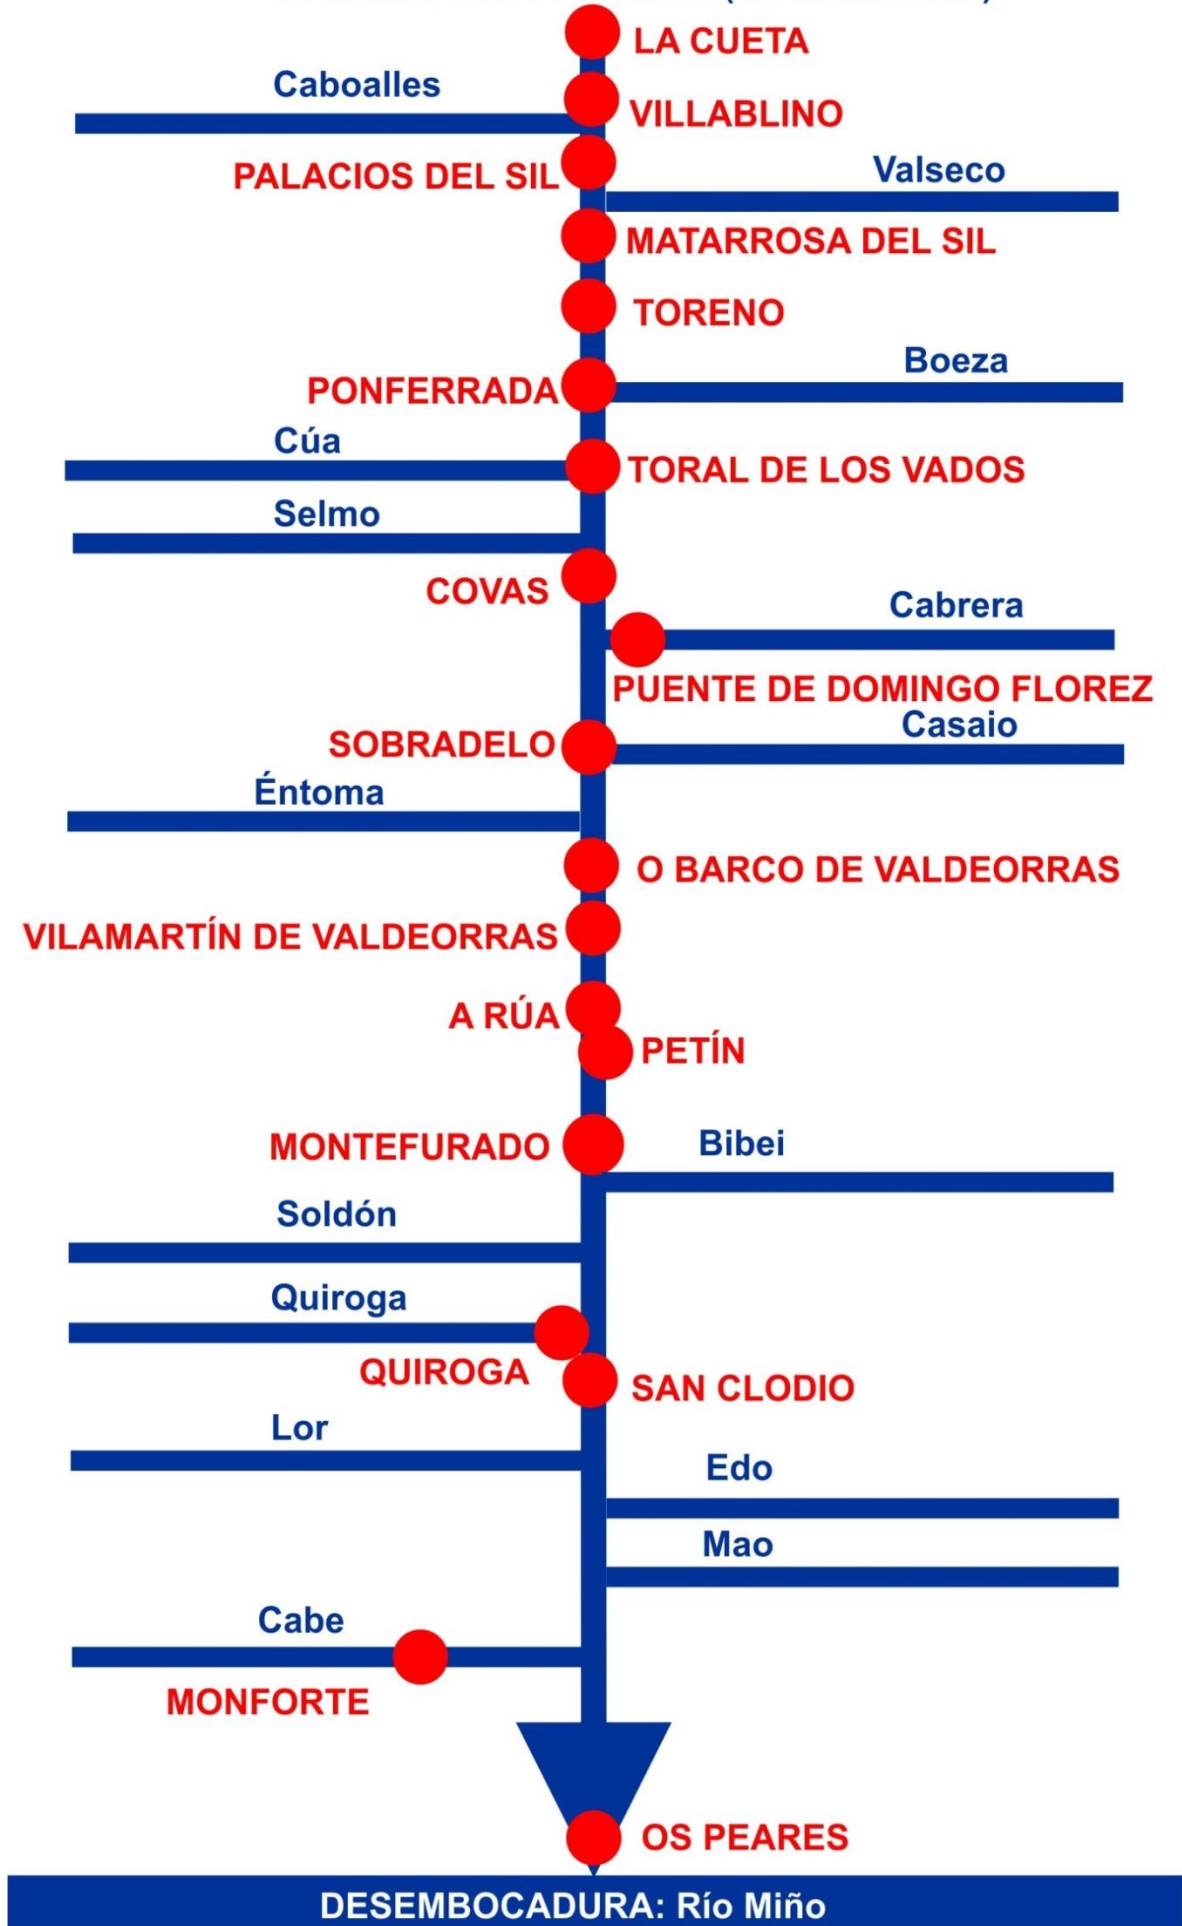 LA CUETA
Caboalles
VILLABLINO
PALACIOS DEL SIL
Valseco
MATARROSA DEL SIL
TORENO
Boeza
PONFERRADA
Cúa
TORAL DE LOS VADOS
Selmo
COVAS
Cabrera
PUENTE DE DOMINGO FLOREZ
Casaio
SOBRADELO
Éntoma
O BARCO DE VALDEORRAS
VILAMARTÍN DE VALDEORRAS
A RÚA
PETÍN
MONTEFURADO
Bibei
Soldón
Quiroga
QUIROGA
SAN CLODIO
Lor
Edo
Mao
Cabe
MONFORTE
OS PEARES
DESEMBOCADURA: Río Miño